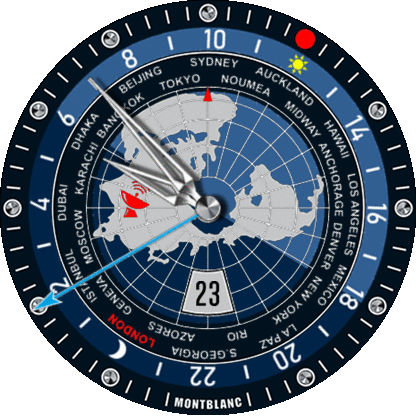 10
8
6
4
2
22
20
18
16
14
SYDNEY
AUCKLAND
HAWAII
LOS ANGELES
MEXICO
LA PAZ
S.GEORGIA
GENEVA
ISTANBUL
DUBAI
DHAKA
BEIJING
TOKYO
NOUMEA
MIDWAY
ANCHORAGE
DENVER
NEW YORK
RIO
AZORES
LONDON
MOSCOW
KARACHI
BANGKOK
23
MONTBLANC